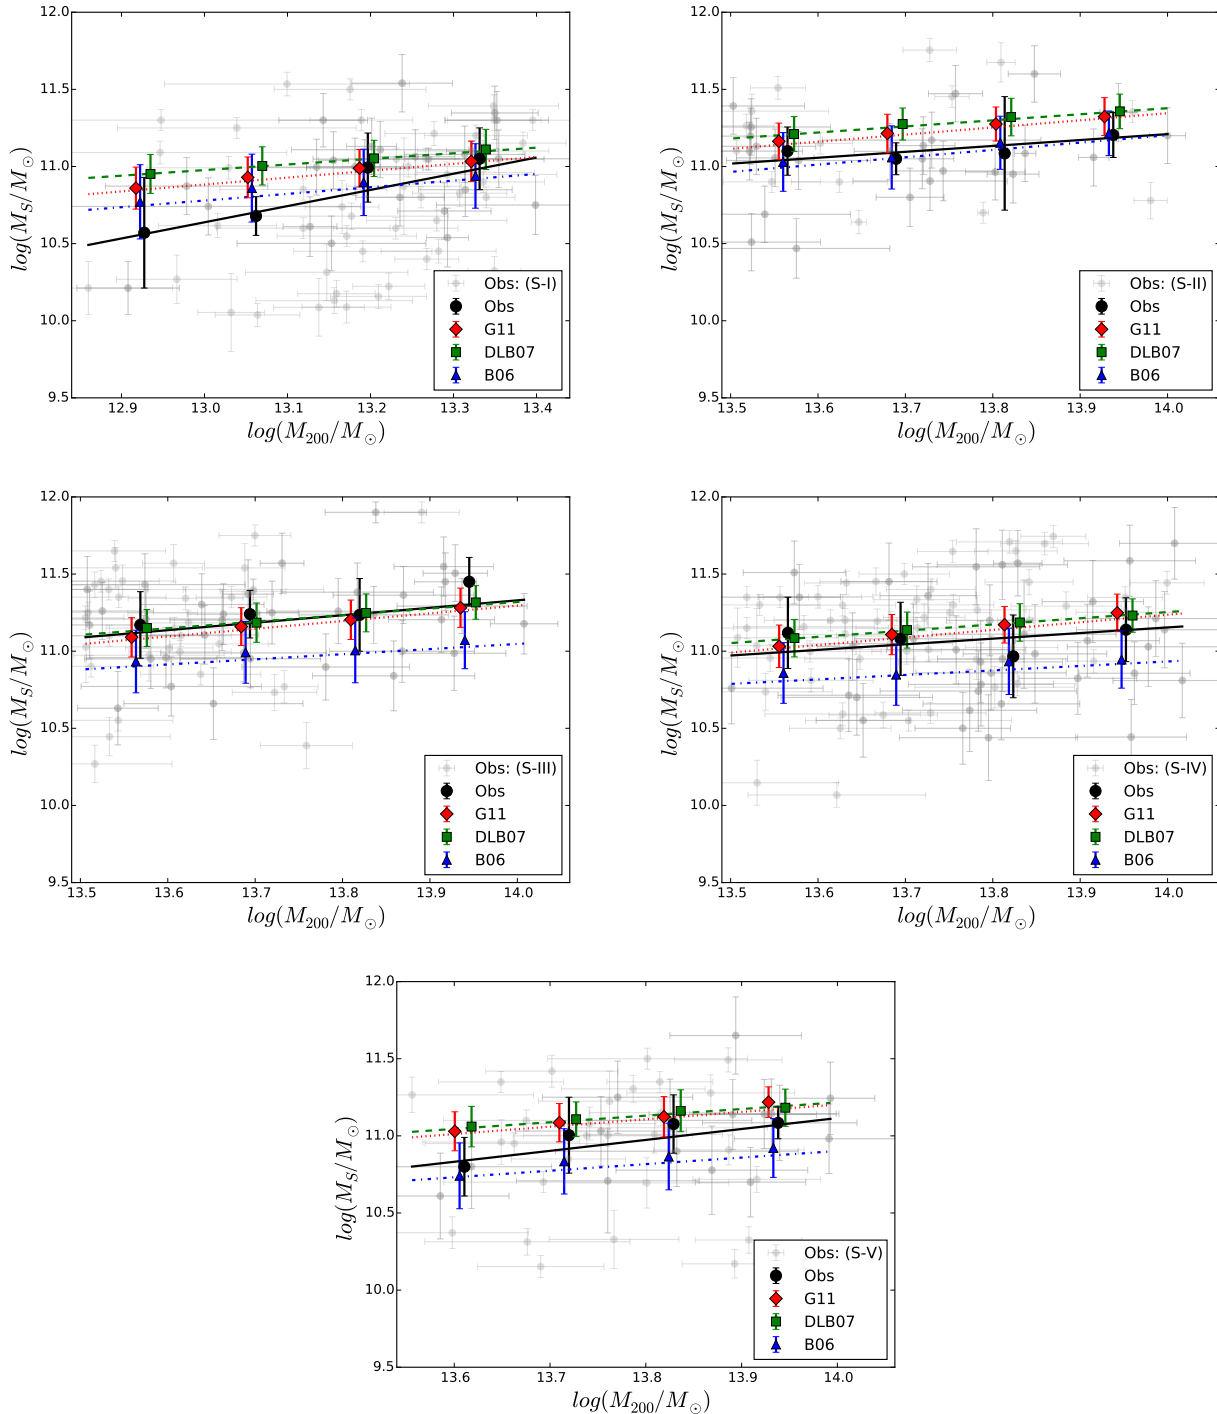 12.0
11.5
11.0
10.5
10.0
9.5
log(M_S/M_⊙)
12.9 13.0 13.1 13.2 13.3 13.4
log(M_200/M_⊙)
Obs: (S-I)
Obs
G11
DLB07
B06
12.0
11.5
11.0
10.5
10.0
9.5
log(M_S/M_⊙)
13.5 13.6 13.7 13.8 13.9 14.0
log(M_200/M_⊙)
Obs: (S-II)
Obs
G11
DLB07
B06
12.0
11.5
11.0
10.5
10.0
9.5
log(M_S/M_⊙)
13.5 13.6 13.7 13.8 13.9 14.0
log(M_200/M_⊙)
Obs: (S-III)
Obs
G11
DLB07
B06
12.0
11.5
11.0
10.5
10.0
9.5
log(M_S/M_⊙)
13.5 13.6 13.7 13.8 13.9 14.0
log(M_200/M_⊙)
Obs: (S-IV)
Obs
G11
DLB07
B06
12.0
11.5
11.0
10.5
10.0
9.5
log(M_S/M_⊙)
13.6 13.7 13.8 13.9 14.0
log(M_200/M_⊙)
Obs: (S-V)
Obs
G11
DLB07
B06